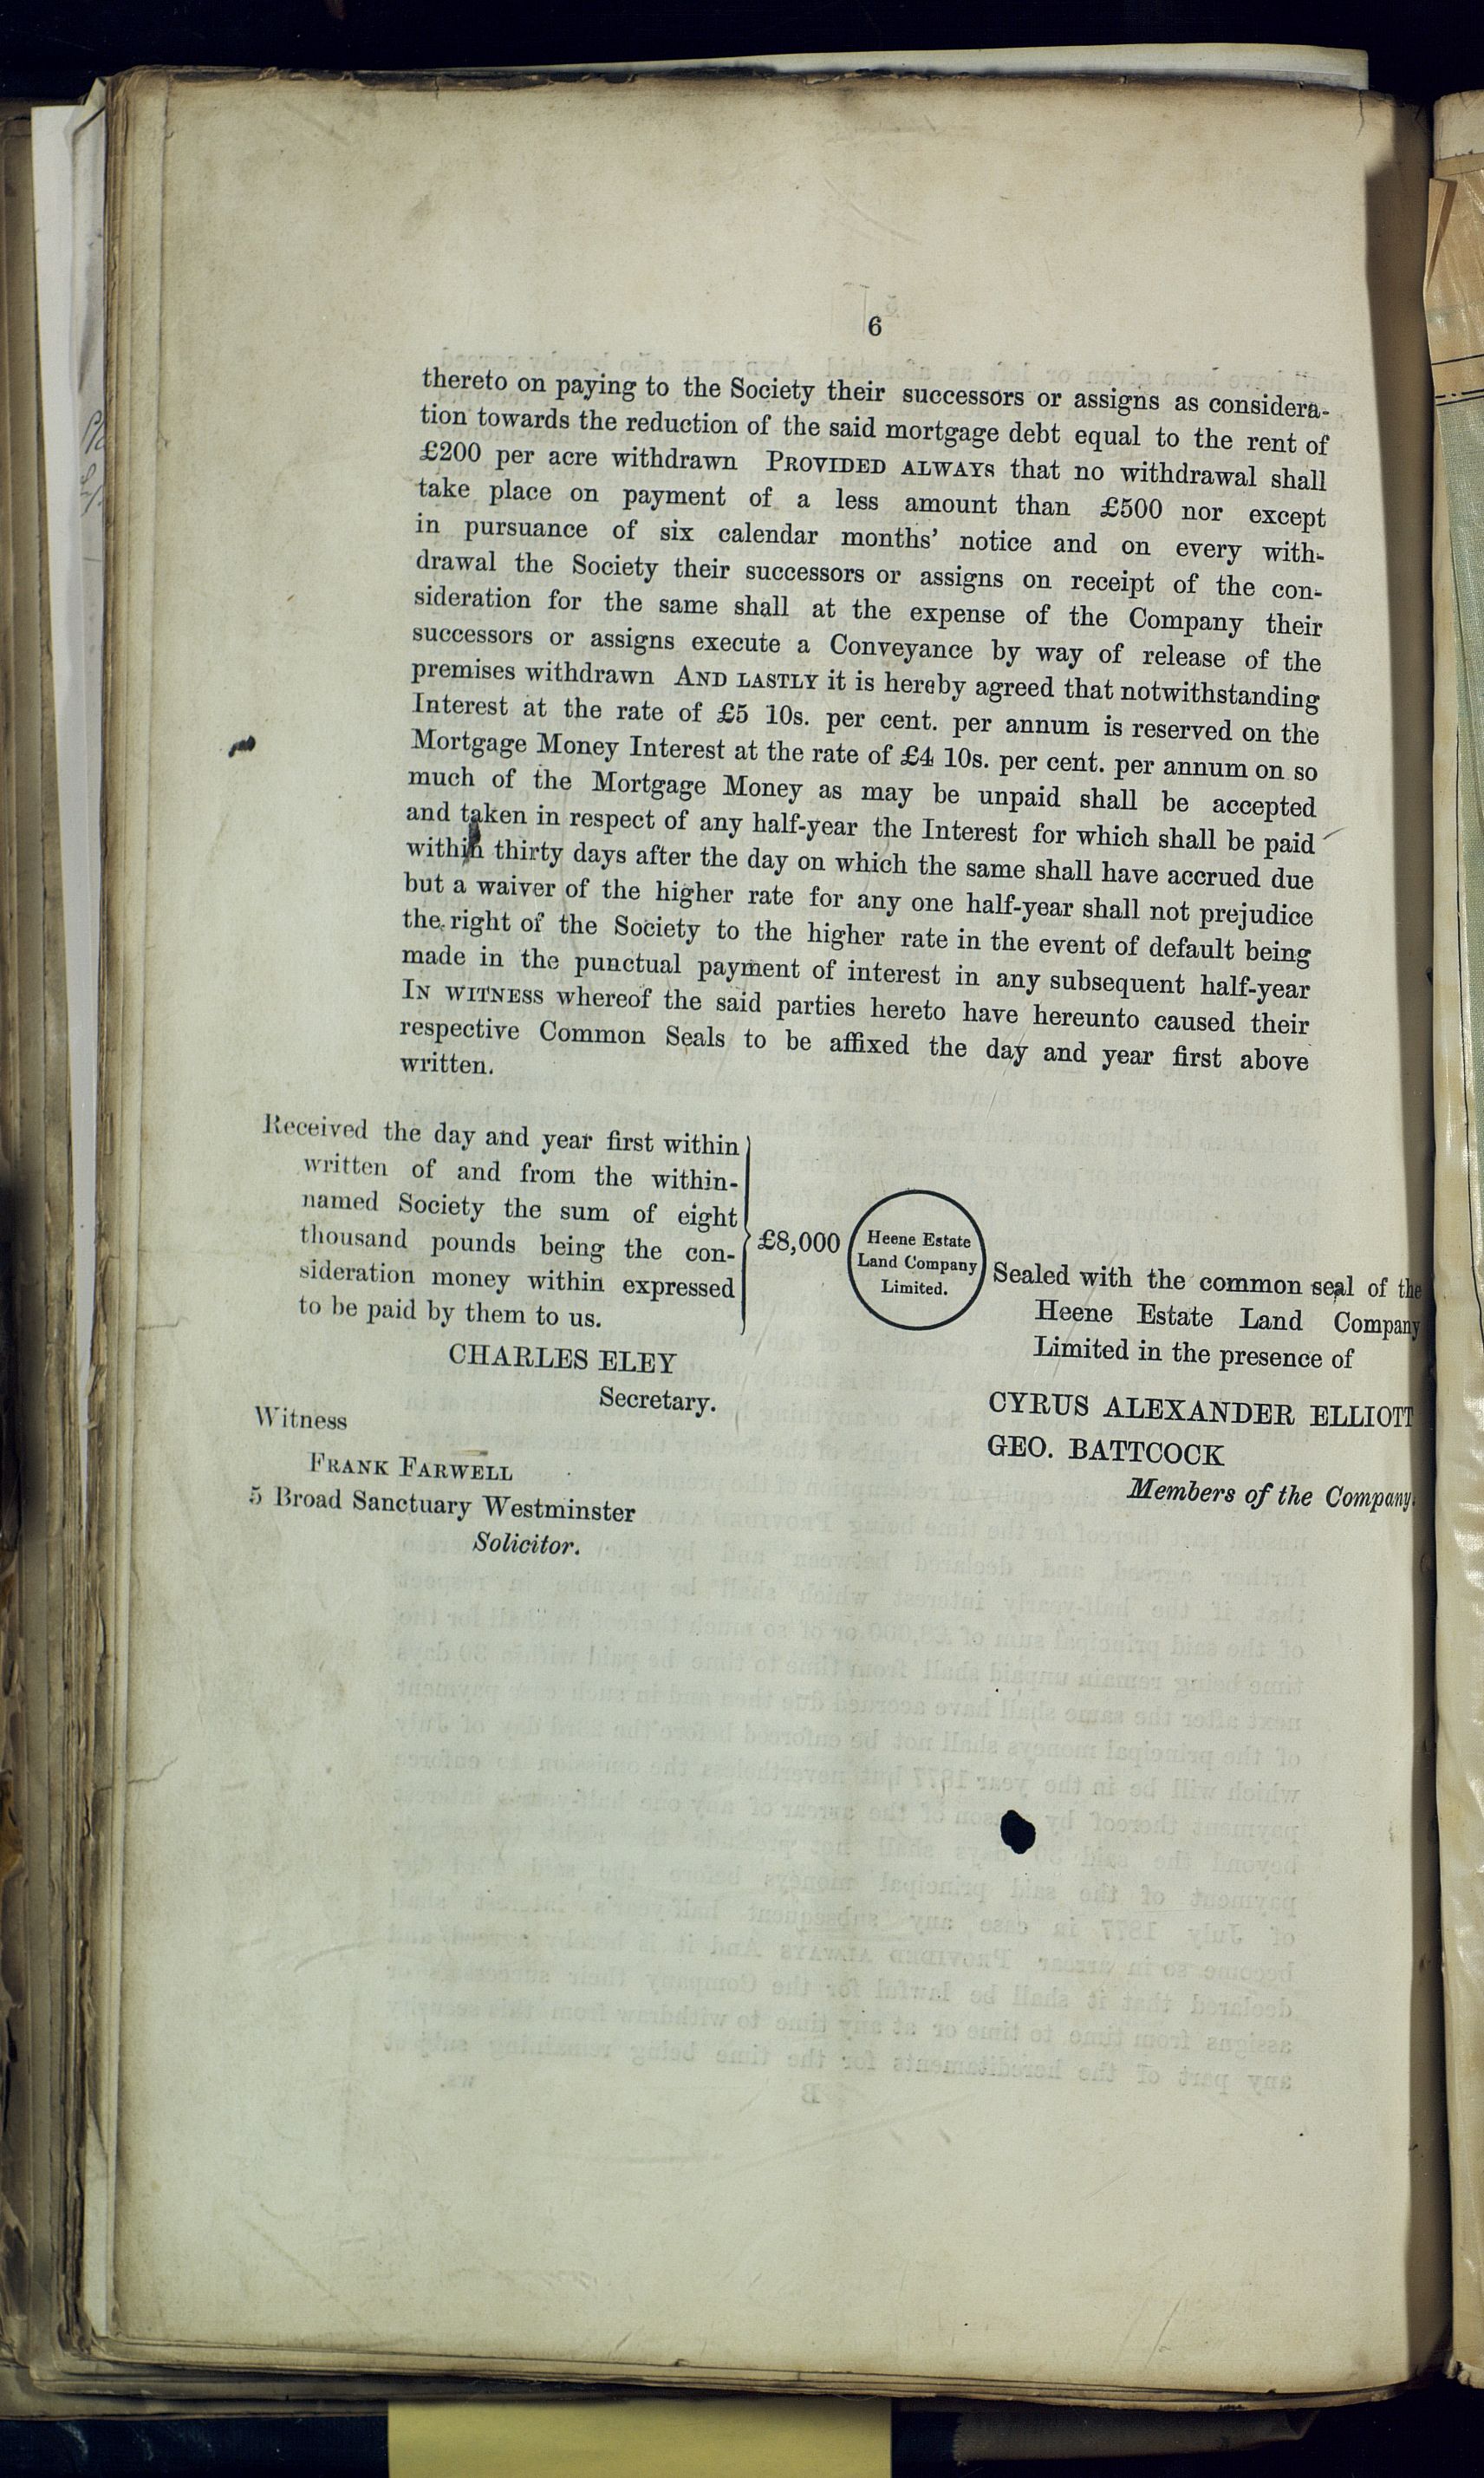 6
thereto on paying to the Society their successors or assigns as considera-
tion towards the reduction of the said mortgage debt equal to the rent of
£200 per acre withdrawn PROVIDED ALWAYS that no withdrawal shall
take place on payment of a less amount than £500 nor except
in pursuance of six calendar months' notice and on every with-
drawal the Society their successors or assigns on receipt of the con-
sideration for the same shall at the expense of the Company their
successors or assigns execute a Conveyance by way of release of the
premises withdrawn AND LASTLY it is hereby agreed that notwithstanding
Interest at the rate of £5 10s. per cent. per annum is reserved on the
Mortgage Money Interest at the rate of £4 10s. per cent. per annum on so
much of the Mortgage Money as may be unpaid shall be accepted
and taken in respect of any half-year the Interest for which shall be paid
within thirty days after the day on which the same shall have accrued due
but a waiver of the higher rate for any one half-year shall not prejudice
the right of the Society to the higher rate in the event of default being
made in the punctual payment of interest in any subsequent half-year
IN WITNESS whereof the said parties hereto have hereunto caused their
respective Common Seals to be affixed the day and year first above
written.
Received the day and year first within
written of and from the within-
named Society the sum of eight
thousand pounds being the con-
sideration money within expressed
to be paid by them to us.
£8,000
CHARLES ELEY
Secretary.
Witness
FRANK FARWELL
5 Broad Sanctuary Westminster
Solicitor.
Heene Estate
Land Company
Limited.
Sealed with the common seal of the
Heene Estate Land Company
Limited in the presence of
CYRUS ALEXANDER ELLIOTT
GEO. BATTCOCK
Members of the Company.